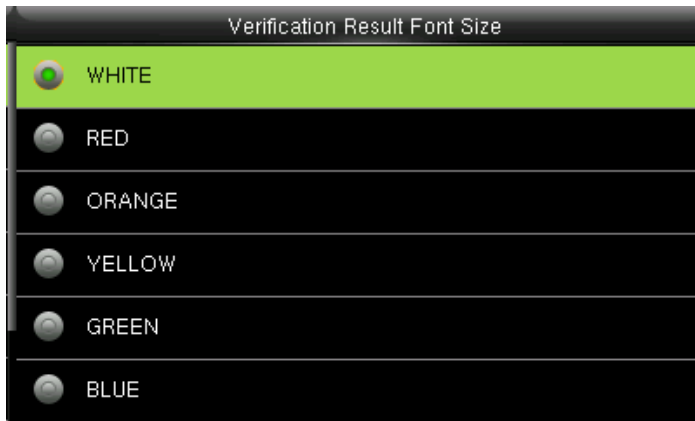 Verification Result Font Size
WHITE
RED
ORANGE
YELLOW
GREEN
BLUE